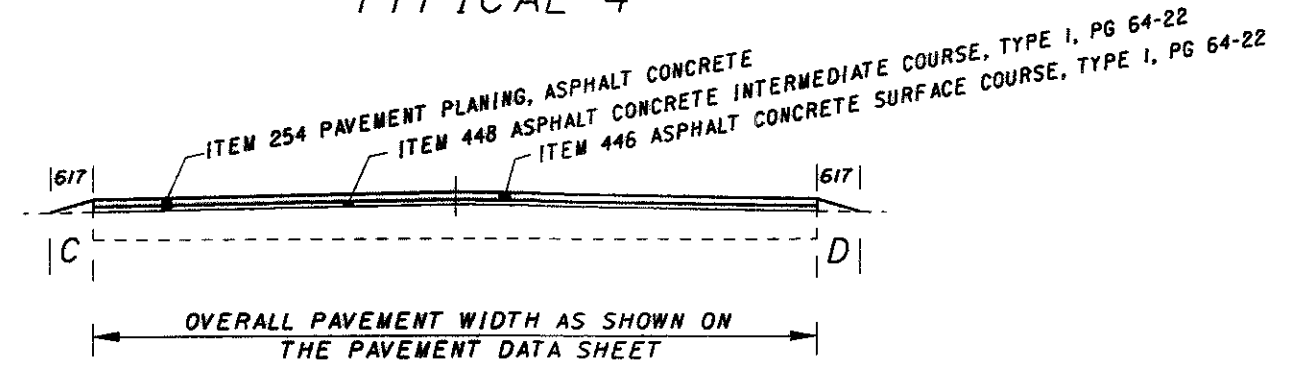 TYPICAL 4
ITEM 254 PAVEMENT PLANING, ASPHALT CONCRETE
ITEM 448 ASPHALT CONCRETE INTERMEDIATE COURSE, TYPE 1, PG 64-22
ITEM 446 ASPHALT CONCRETE SURFACE COURSE, TYPE 1, PG 64-22
617 617
C D
OVERALL PAVEMENT WIDTH AS SHOWN ON
THE PAVEMENT DATA SHEET